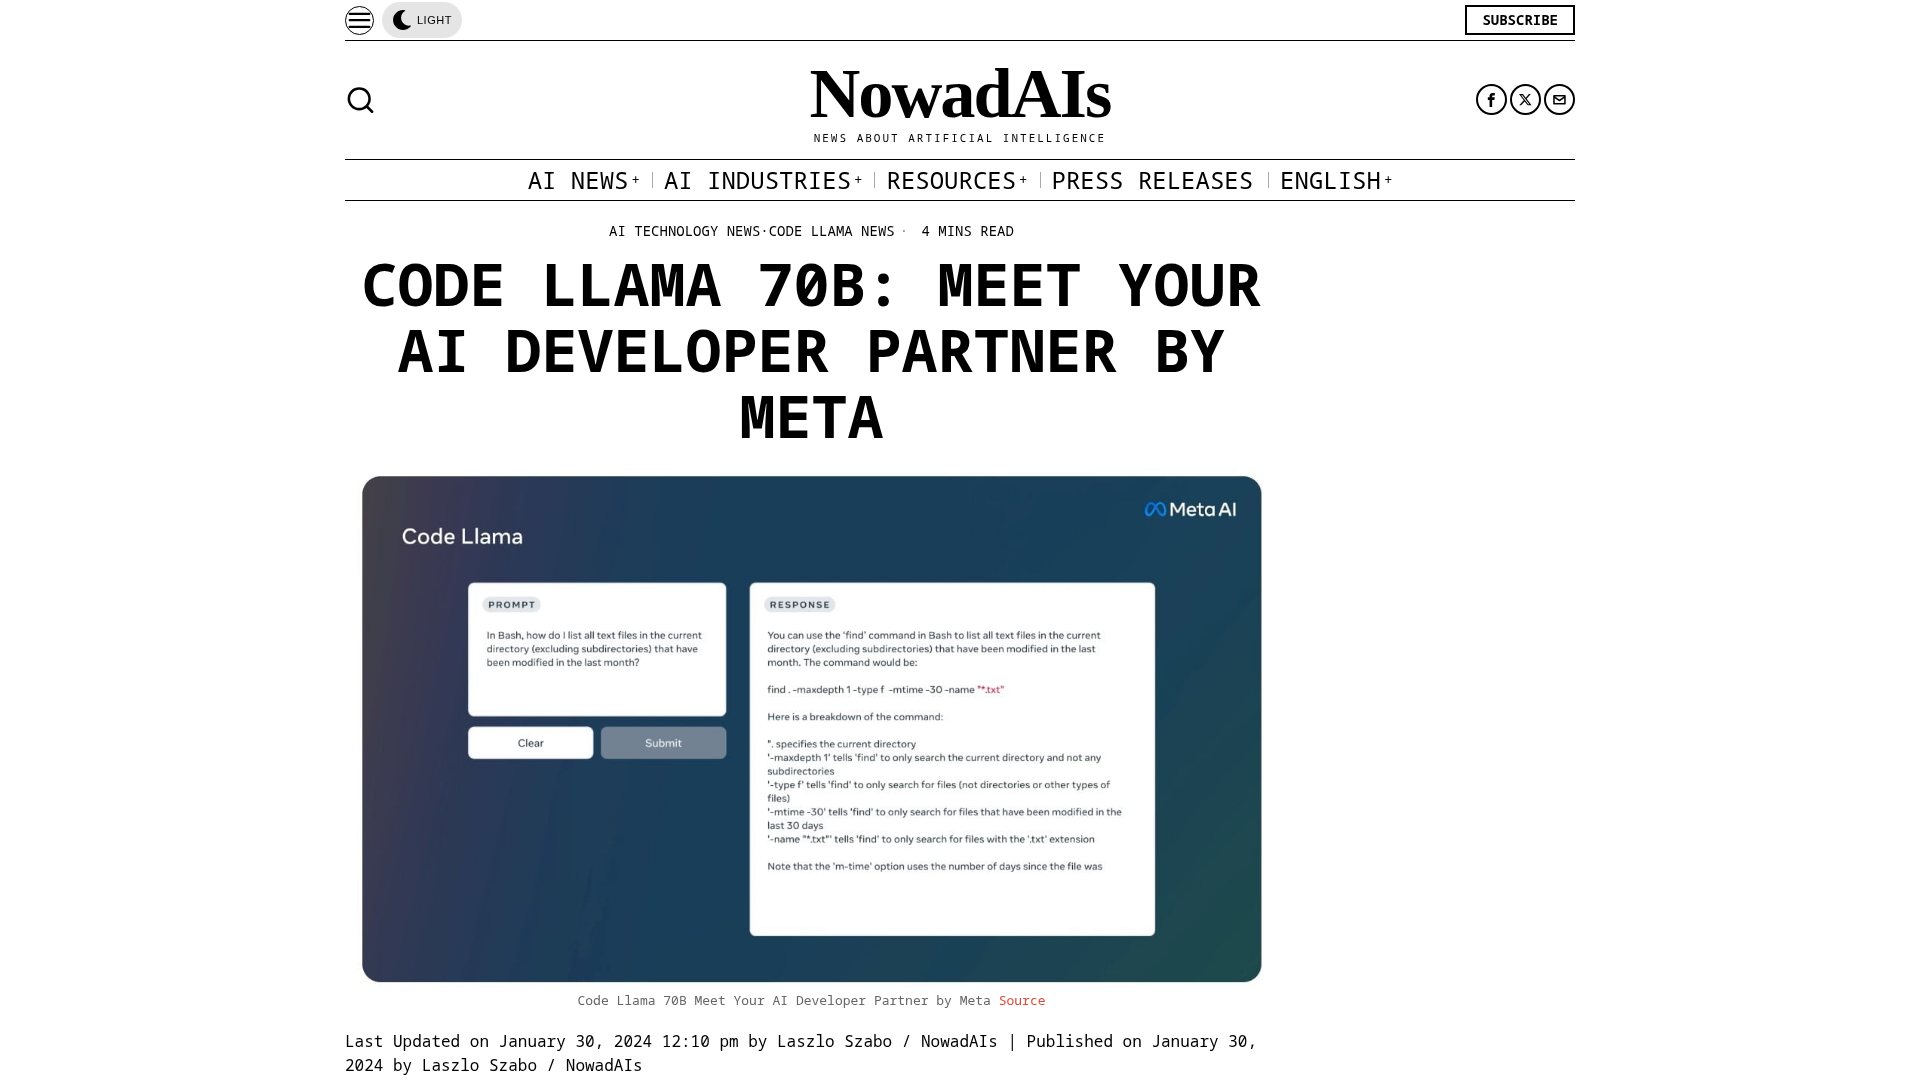 LIGHT
SUBSCRIBE
NowadAIs
NEWS ABOUT ARTIFICIAL INTELLIGENCE
AI NEWS+ AI INDUSTRIES+ RESOURCES+ PRESS RELEASES ENGLISH+
AI TECHNOLOGY NEWS·CODE LLAMA NEWS · 4 MINS READ
CODE LLAMA 70B: MEET YOUR
AI DEVELOPER PARTNER BY
META
Meta AI
Code Llama
PROMPT
In Bash, how do I list all text files in the current
directory (excluding subdirectories) that have
been modified in the last month?
Clear
Submit
RESPONSE
You can use the 'find' command in Bash to list all text files in the current
directory (excluding subdirectories) that have been modified in the last
month. The command would be:
find . -maxdepth 1 -type f -mtime -30 -name "*.txt"
Here is a breakdown of the command:
". specifies the current directory
'-maxdepth 1' tells 'find' to only search the current directory and not any
subdirectories
'-type f' tells 'find' to only search for files (not directories or other types of
files)
'-mtime -30' tells 'find' to only search for files that have been modified in the
last 30 days
'-name "*.txt"' tells 'find' to only search for files with the '.txt' extension
Note that the 'm-time' option uses the number of days since the file was
Code Llama 70B Meet Your AI Developer Partner by Meta Source
Last Updated on January 30, 2024 12:10 pm by Laszlo Szabo / NowadAIs | Published on January 30,
2024 by Laszlo Szabo / NowadAIs